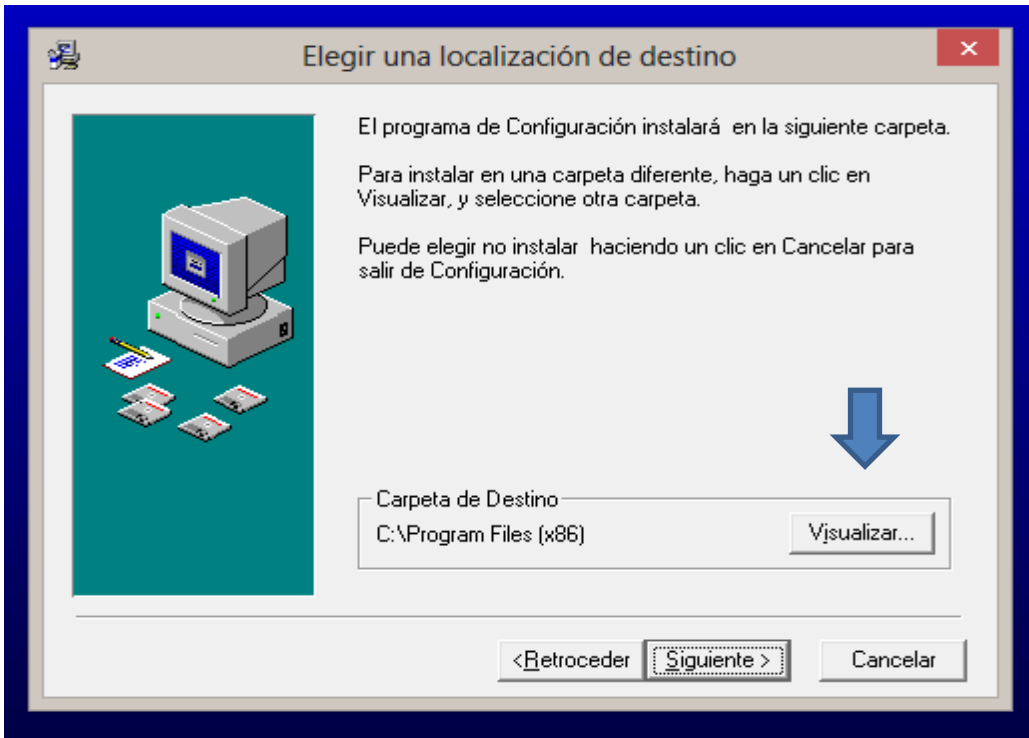 Elegir una localización de destino
El programa de Configuración instalará  en la siguiente carpeta.
Para instalar en una carpeta diferente, haga un clic en
Visualizar, y seleccione otra carpeta.
Puede elegir no instalar  haciendo un clic en Cancelar para
salir de Configuración.
Carpeta de Destino
C:\Program Files (x86)
Visualizar...
<Retroceder
Siguiente >
Cancelar